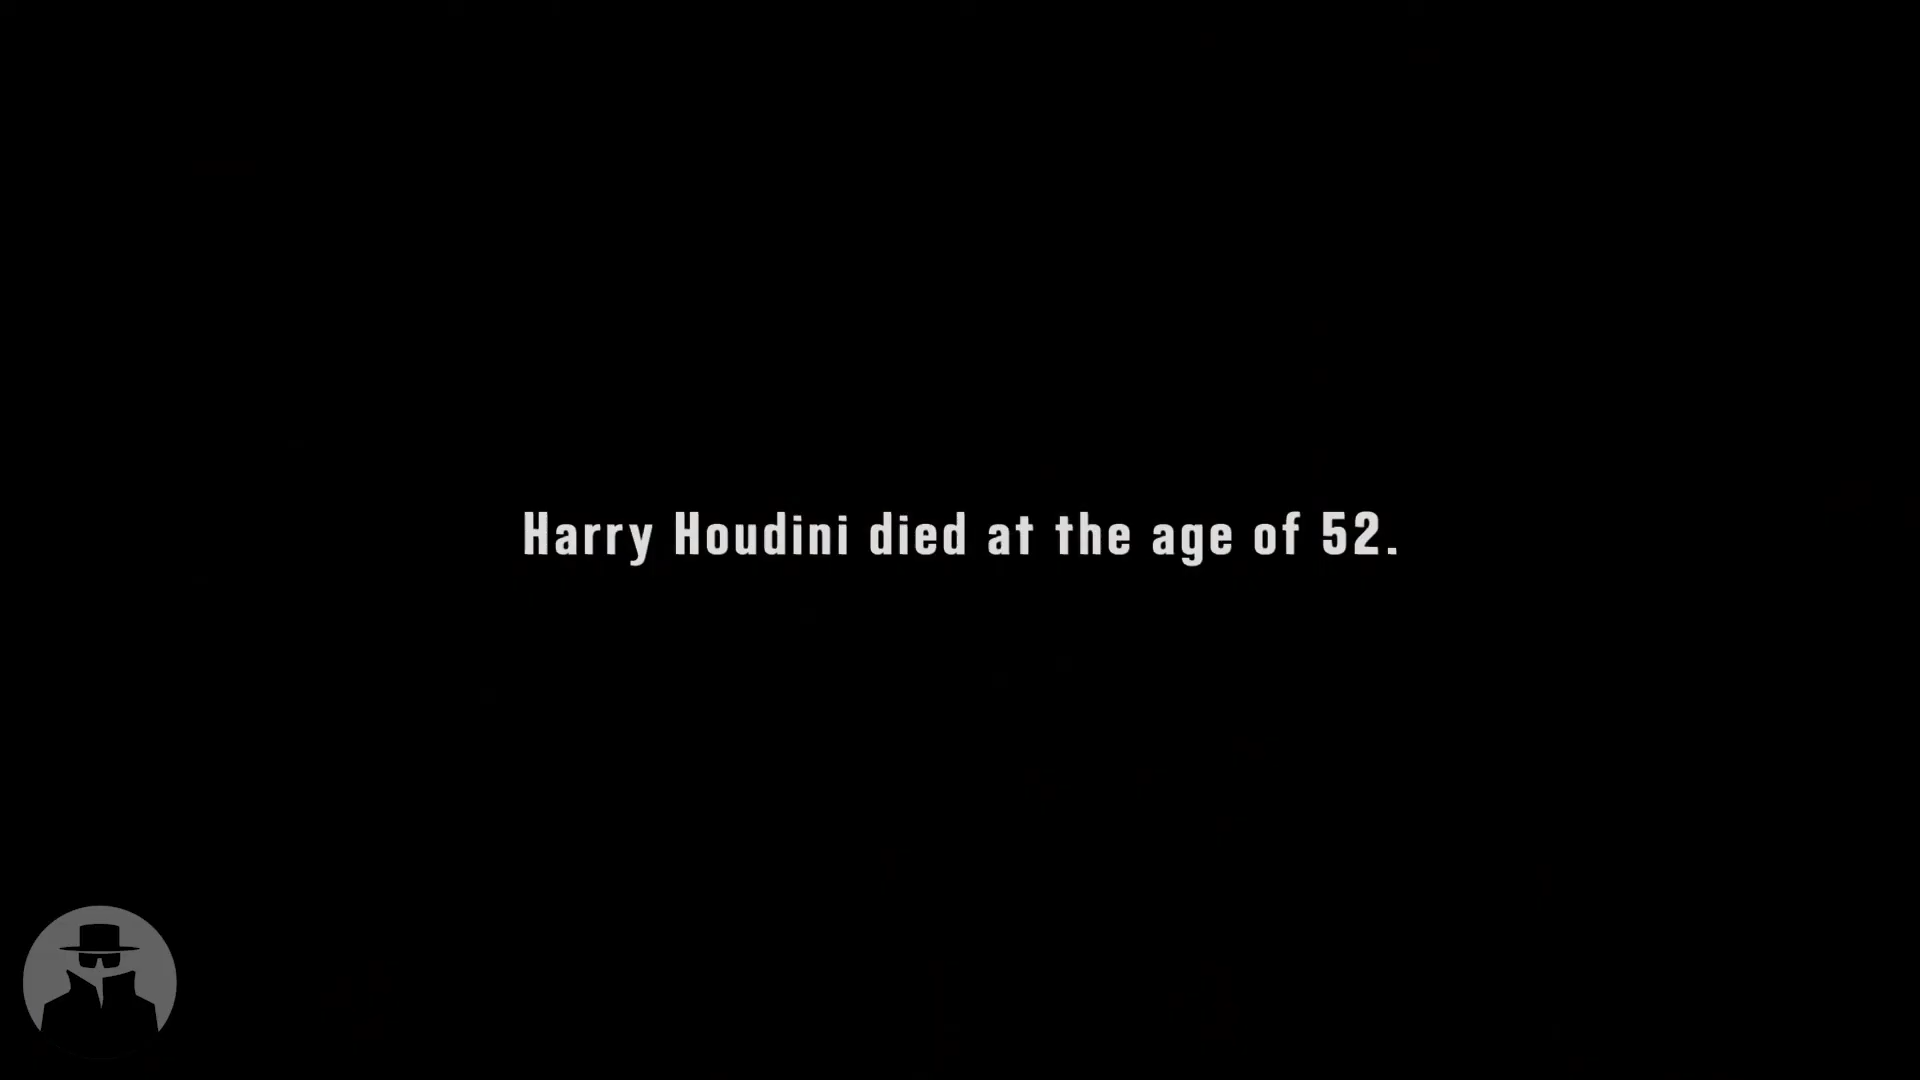 Harry Houdini died at the age of 52.